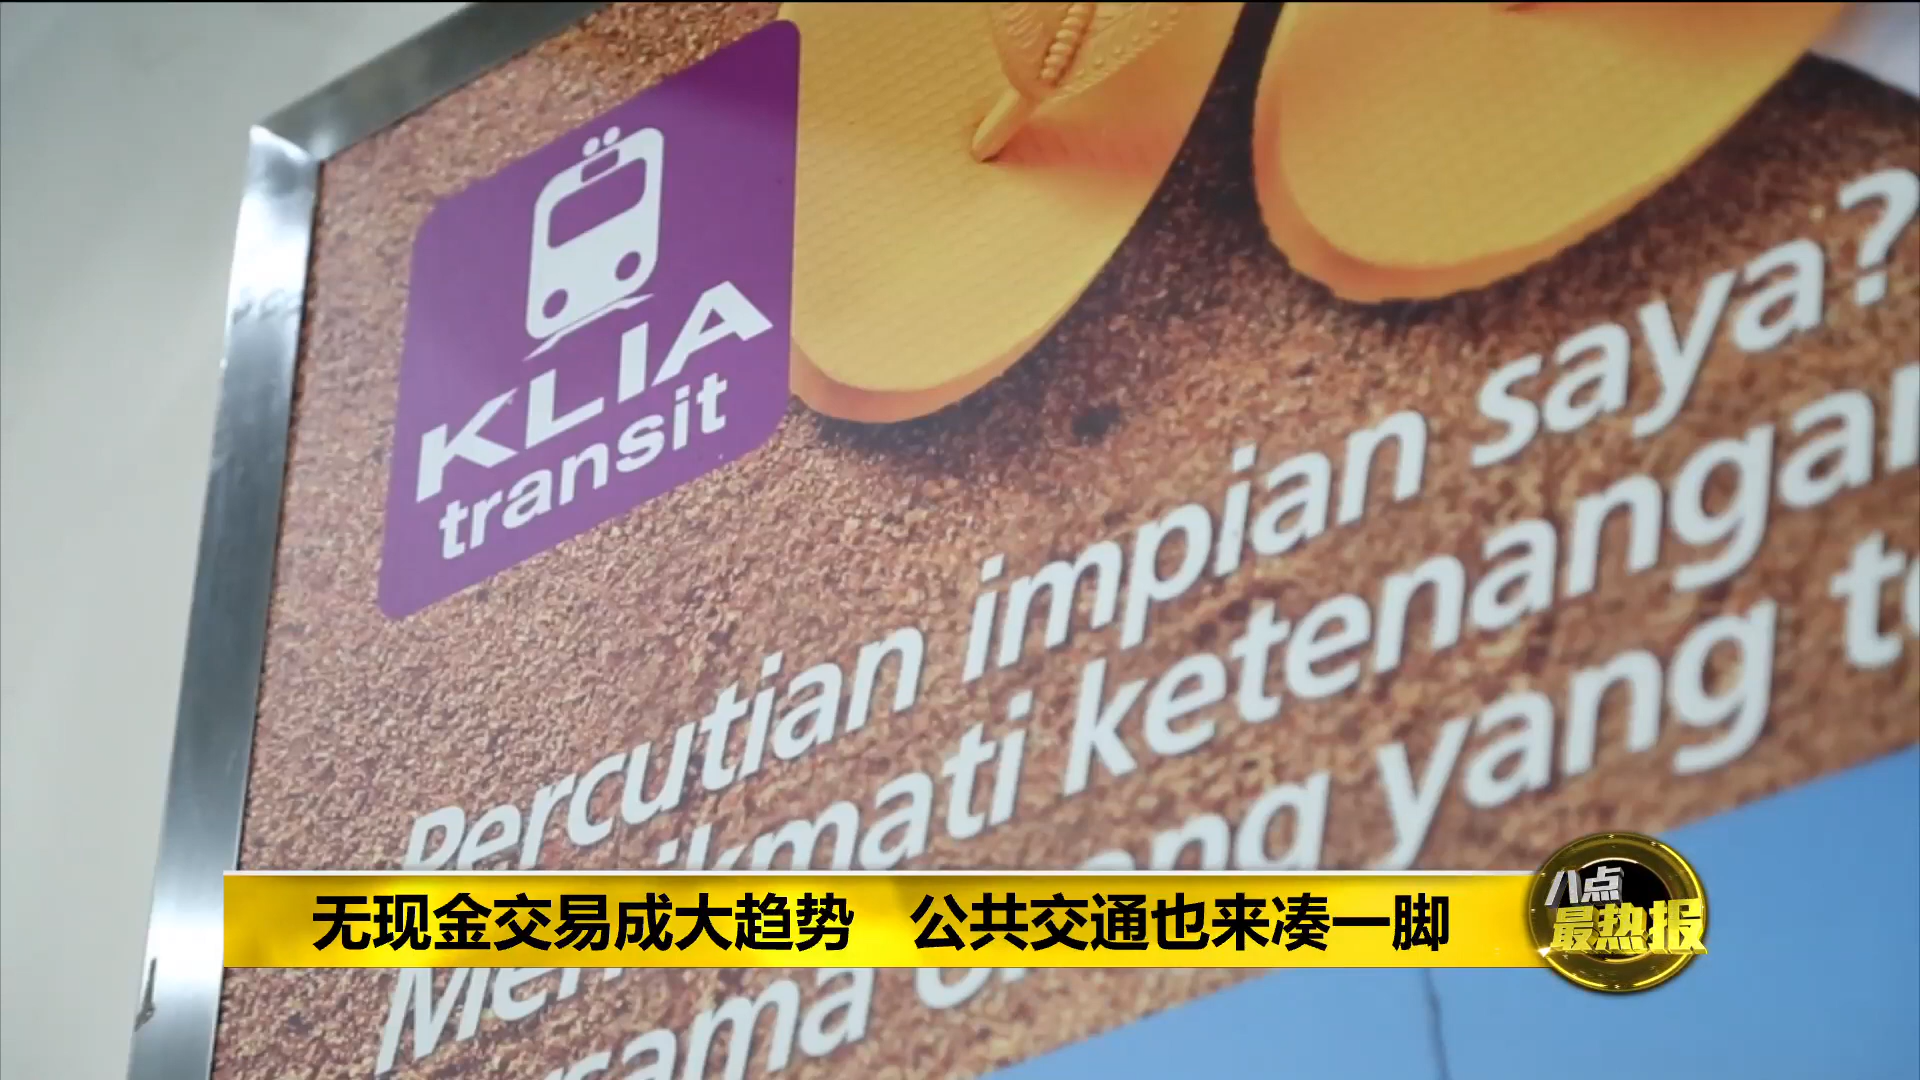 KLIA
transit
Percutian impian saya?
ketenangan
yang
无现金交易成大趋势 公共交通也来凑一脚
八点
最热报